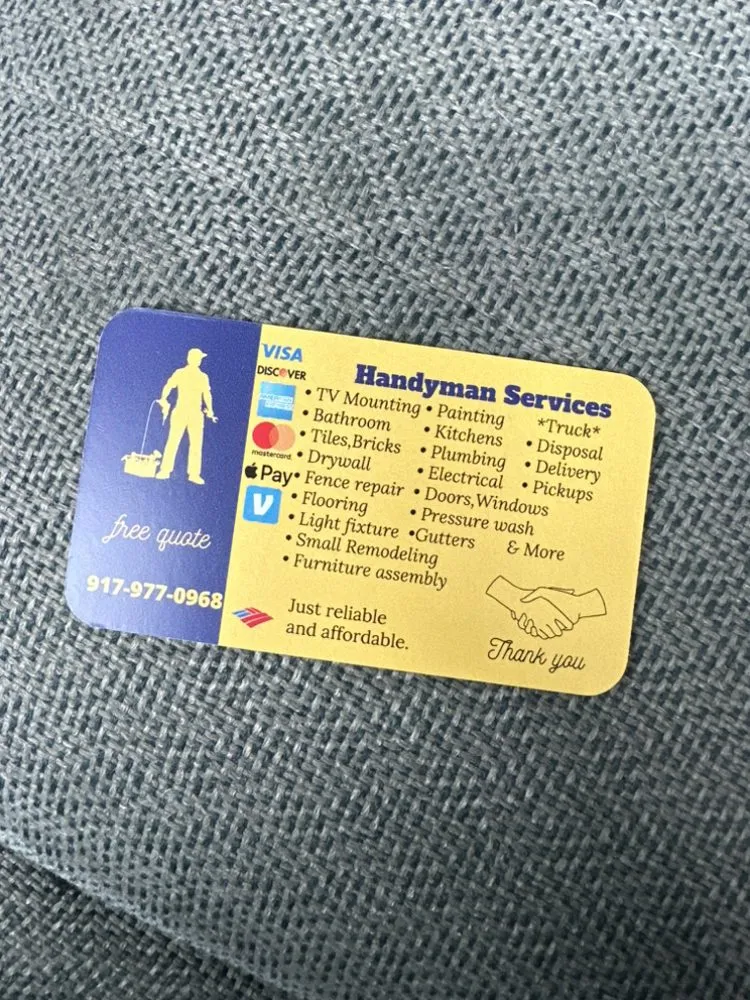 VISA
DISCOVER
AMERICAN EXPRESS
mastercard
Pay
V
free quote
917-977-0968
Handyman Services
• TV Mounting
• Bathroom
• Tiles,Bricks
• Drywall
• Fence repair
• Flooring
• Light fixture
• Small Remodeling
• Furniture assembly
• Painting
• Kitchens
• Plumbing
• Electrical
• Doors,Windows
• Pressure wash
•Gutters
*Truck*
• Disposal
• Delivery
• Pickups
& More
Just reliable
and affordable.
Thank you